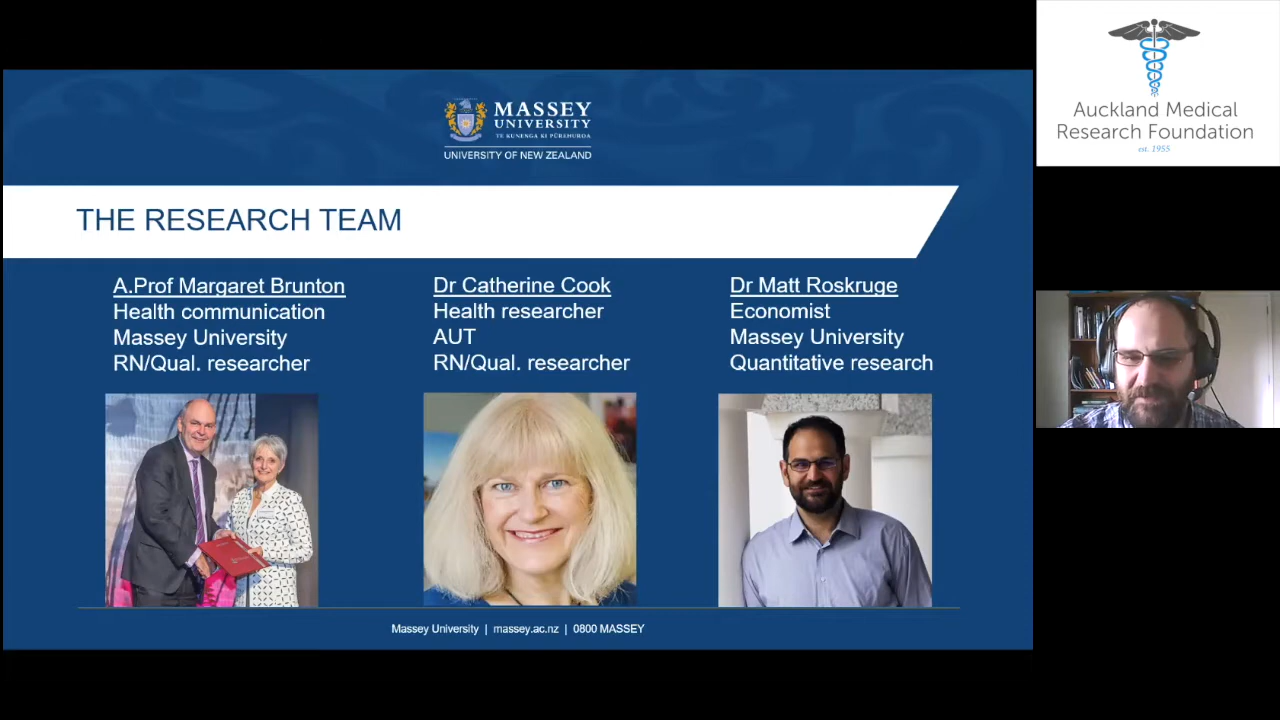 MASSEY
UNIVERSITY
TE KUNENGA KI PŪREHUROA
UNIVERSITY OF NEW ZEALAND
THE RESEARCH TEAM
A.Prof Margaret Brunton
Health communication
Massey University
RN/Qual. researcher
Dr Catherine Cook
Health researcher
AUT
RN/Qual. researcher
Dr Matt Roskruge
Economist
Massey University
Quantitative research
Massey University | massey.ac.nz | 0800 MASSEY
Auckland Medical
Research Foundation
est. 1955